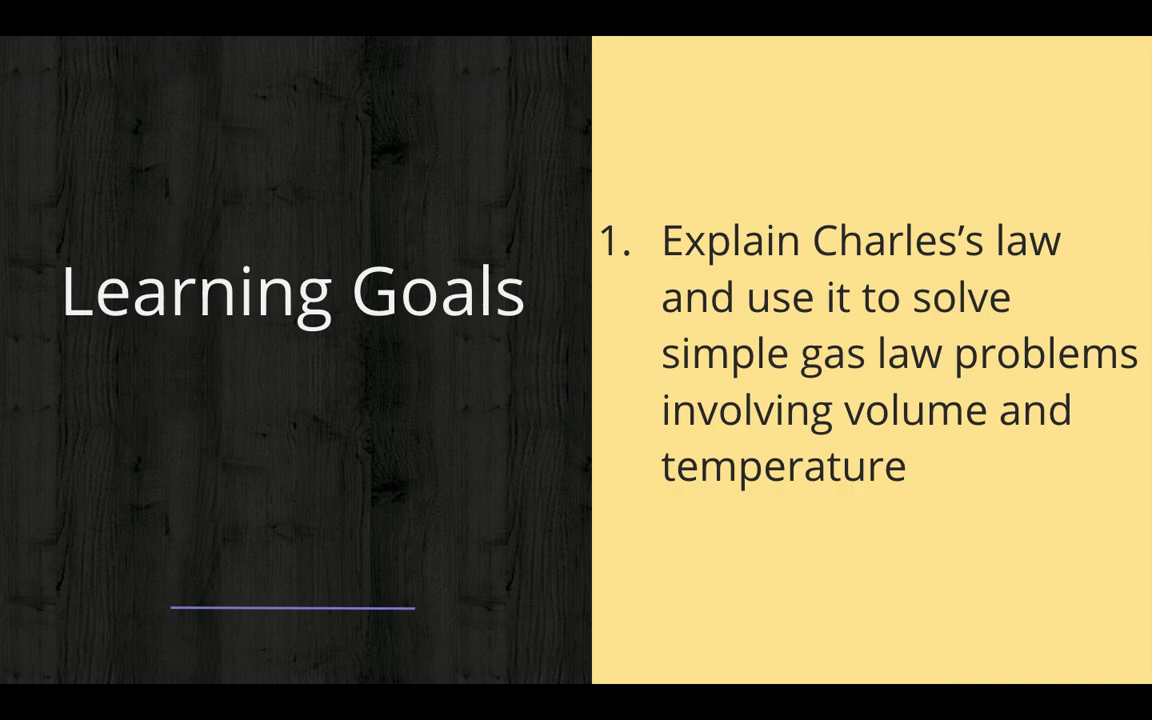 Learning Goals
1. Explain Charles’s law
and use it to solve
simple gas law problems
involving volume and
temperature